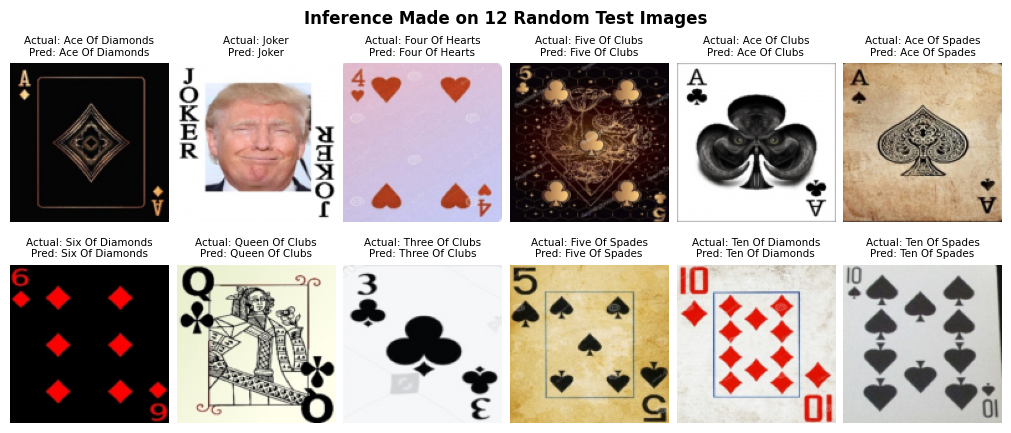 Inference Made on 12 Random Test Images
Actual: Ace Of Diamonds
Pred: Ace Of Diamonds
Actual: Joker
Pred: Joker
Actual: Four Of Hearts
Pred: Four Of Hearts
Actual: Five Of Clubs
Pred: Five Of Clubs
Actual: Ace Of Clubs
Pred: Ace Of Clubs
Actual: Ace Of Spades
Pred: Ace Of Spades
A
A
JOKER
JOKER
4
4
5
5
A
A
A
A
Actual: Six Of Diamonds
Pred: Six Of Diamonds
Actual: Queen Of Clubs
Pred: Queen Of Clubs
Actual: Three Of Clubs
Pred: Three Of Clubs
Actual: Five Of Spades
Pred: Five Of Spades
Actual: Ten Of Diamonds
Pred: Ten Of Diamonds
Actual: Ten Of Spades
Pred: Ten Of Spades
6
6
Q
Q
3
3
5
5
10
10
10
10